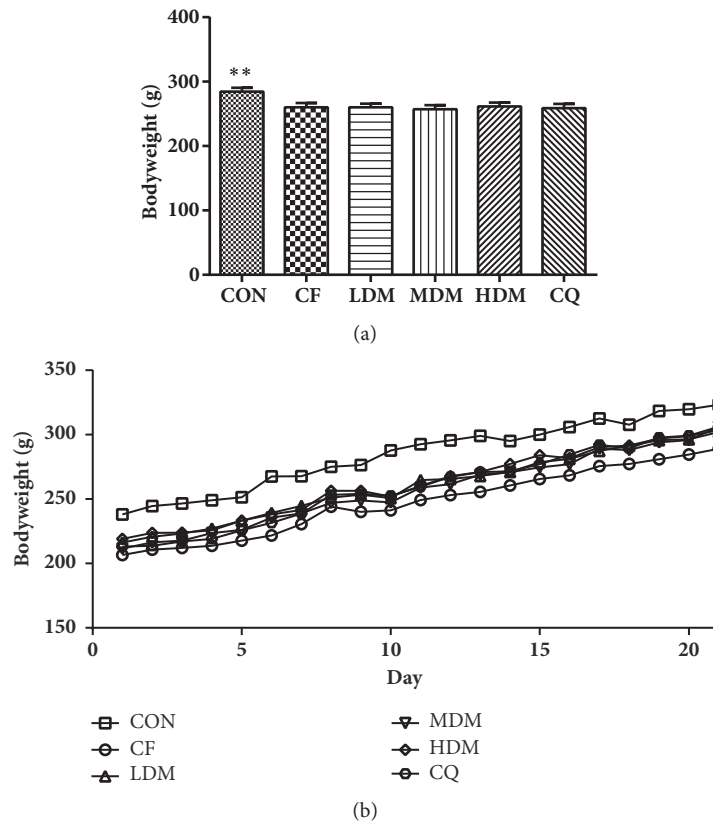 400
300
200
100
0
Bodyweight (g)
**
CON CF LDM MDM HDM CQ
(a)
350
300
250
200
150
Bodyweight (g)
0 5 10 15 20
Day
CON MDM
CF HDM
LDM CQ
(b)